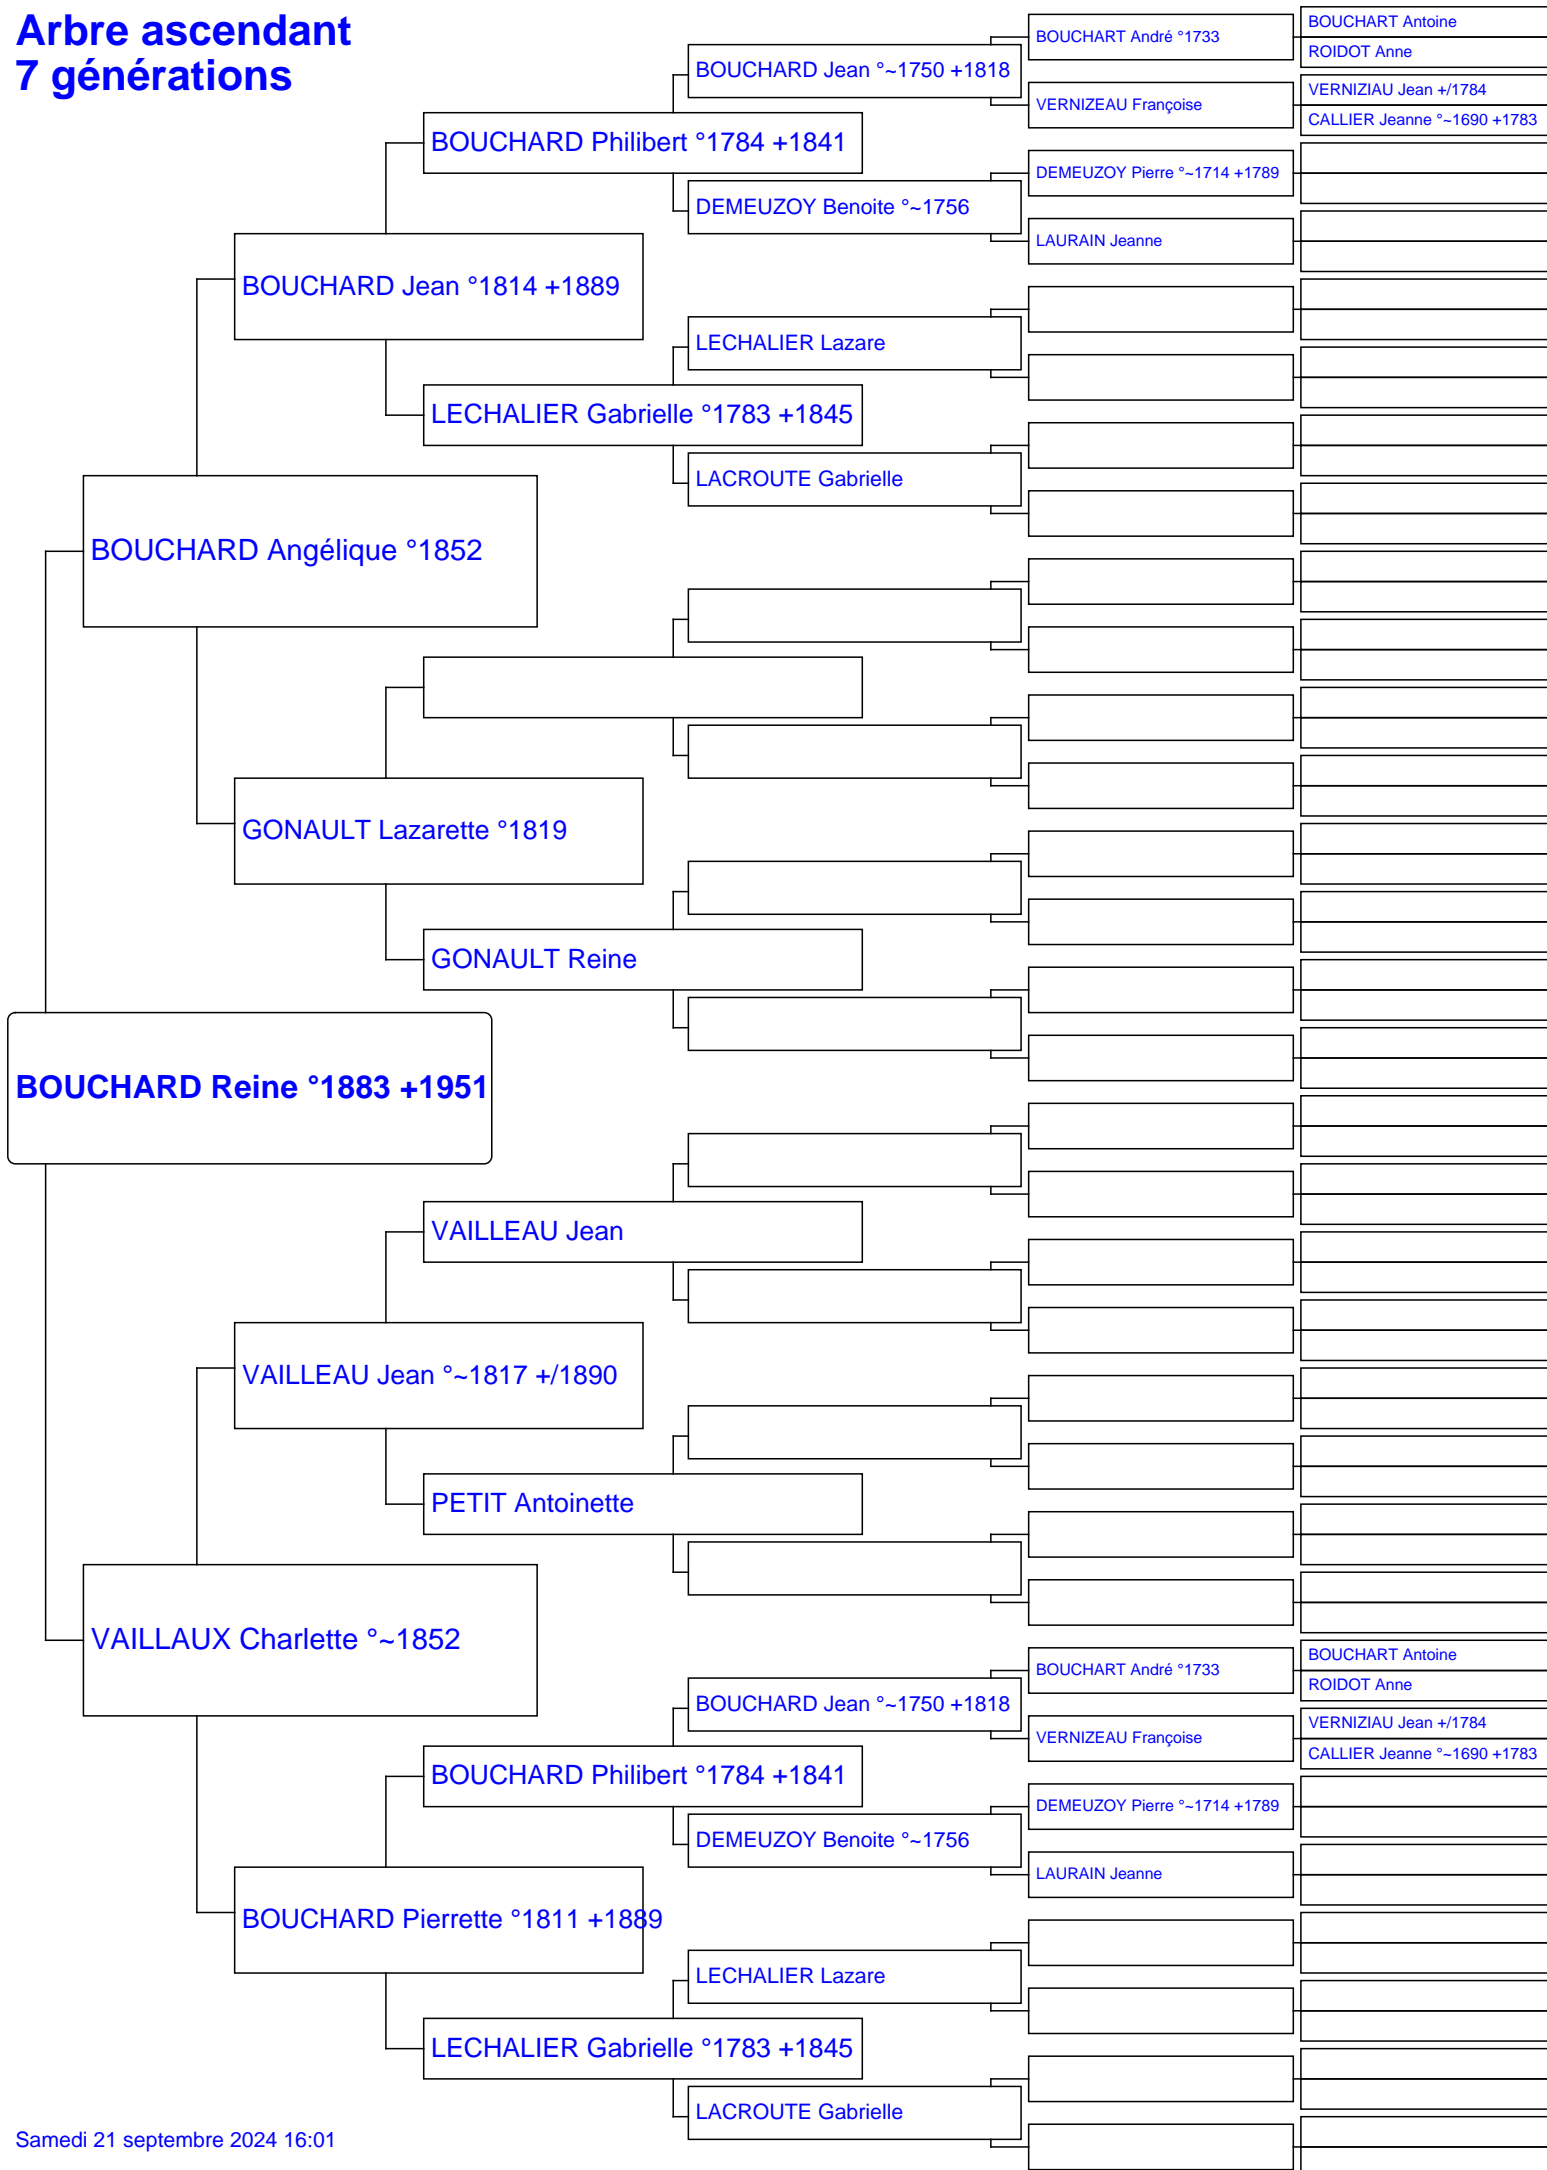 Arbre ascendant
7 générations
BOUCHART Antoine
BOUCHART André °1733
ROIDOT Anne
BOUCHARD Jean °~1750 +1818
VERNIZIAU Jean +/1784
VERNIZEAU Françoise
CALLIER Jeanne °~1690 +1783
BOUCHARD Philibert °1784 +1841
DEMEUZOY Pierre °~1714 +1789
DEMEUZOY Benoite °~1756
LAURAIN Jeanne
BOUCHARD Jean °1814 +1889
LECHALIER Lazare
LECHALIER Gabrielle °1783 +1845
LACROUTE Gabrielle
BOUCHARD Angélique °1852
GONAULT Lazarette °1819
GONAULT Reine
BOUCHARD Reine °1883 +1951
VAILLEAU Jean
VAILLEAU Jean °~1817 +/1890
PETIT Antoinette
VAILLAUX Charlette °~1852
BOUCHART Antoine
BOUCHART André °1733
ROIDOT Anne
BOUCHARD Jean °~1750 +1818
VERNIZIAU Jean +/1784
VERNIZEAU Françoise
CALLIER Jeanne °~1690 +1783
BOUCHARD Philibert °1784 +1841
DEMEUZOY Pierre °~1714 +1789
DEMEUZOY Benoite °~1756
LAURAIN Jeanne
BOUCHARD Pierrette °1811 +1889
LECHALIER Lazare
LECHALIER Gabrielle °1783 +1845
LACROUTE Gabrielle
Samedi 21 septembre 2024 16:01